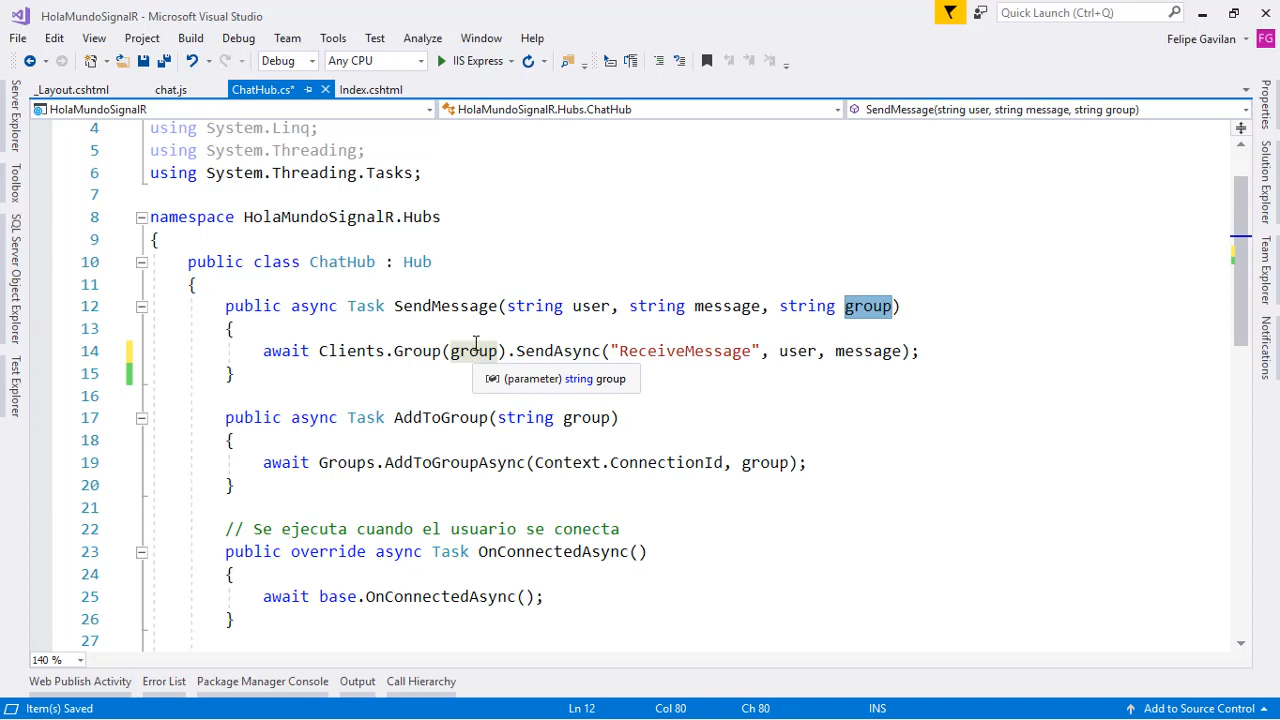 HolaMundoSignalR - Microsoft Visual Studio
Quick Launch (Ctrl+Q)
File Edit View Project Build Debug Team Tools Test Analyze Window Help
Felipe Gavilan FG
Debug Any CPU IIS Express
_Layout.cshtml chat.js ChatHub.cs* Index.cshtml
HolaMundoSignalR HolaMundoSignalR.Hubs.ChatHub SendMessage(string user, string message, string group)
Server Explorer
Toolbox
SQL Server Object Explorer
Test Explorer
4 using System.Linq;
5 using System.Threading;
6 using System.Threading.Tasks;
7
8 namespace HolaMundoSignalR.Hubs
9 {
10 public class ChatHub : Hub
11 {
12 public async Task SendMessage(string user, string message, string group)
13 {
14 await Clients.Group(group).SendAsync("ReceiveMessage", user, message);
(parameter) string group
15 }
16
17 public async Task AddToGroup(string group)
18 {
19 await Groups.AddToGroupAsync(Context.ConnectionId, group);
20 }
21
22 // Se ejecuta cuando el usuario se conecta
23 public override async Task OnConnectedAsync()
24 {
25 await base.OnConnectedAsync();
26 }
27
Properties
Solution Explorer
Team Explorer
Notifications
140 %
Web Publish Activity Error List Package Manager Console Output Call Hierarchy
Item(s) Saved Ln 12 Col 80 Ch 80 INS Add to Source Control